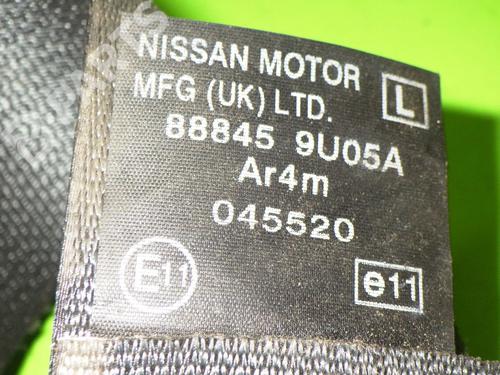 NISSAN MOTOR
MFG (UK) LTD. L
88845 9U05A
Ar4m
045520
E11 e11